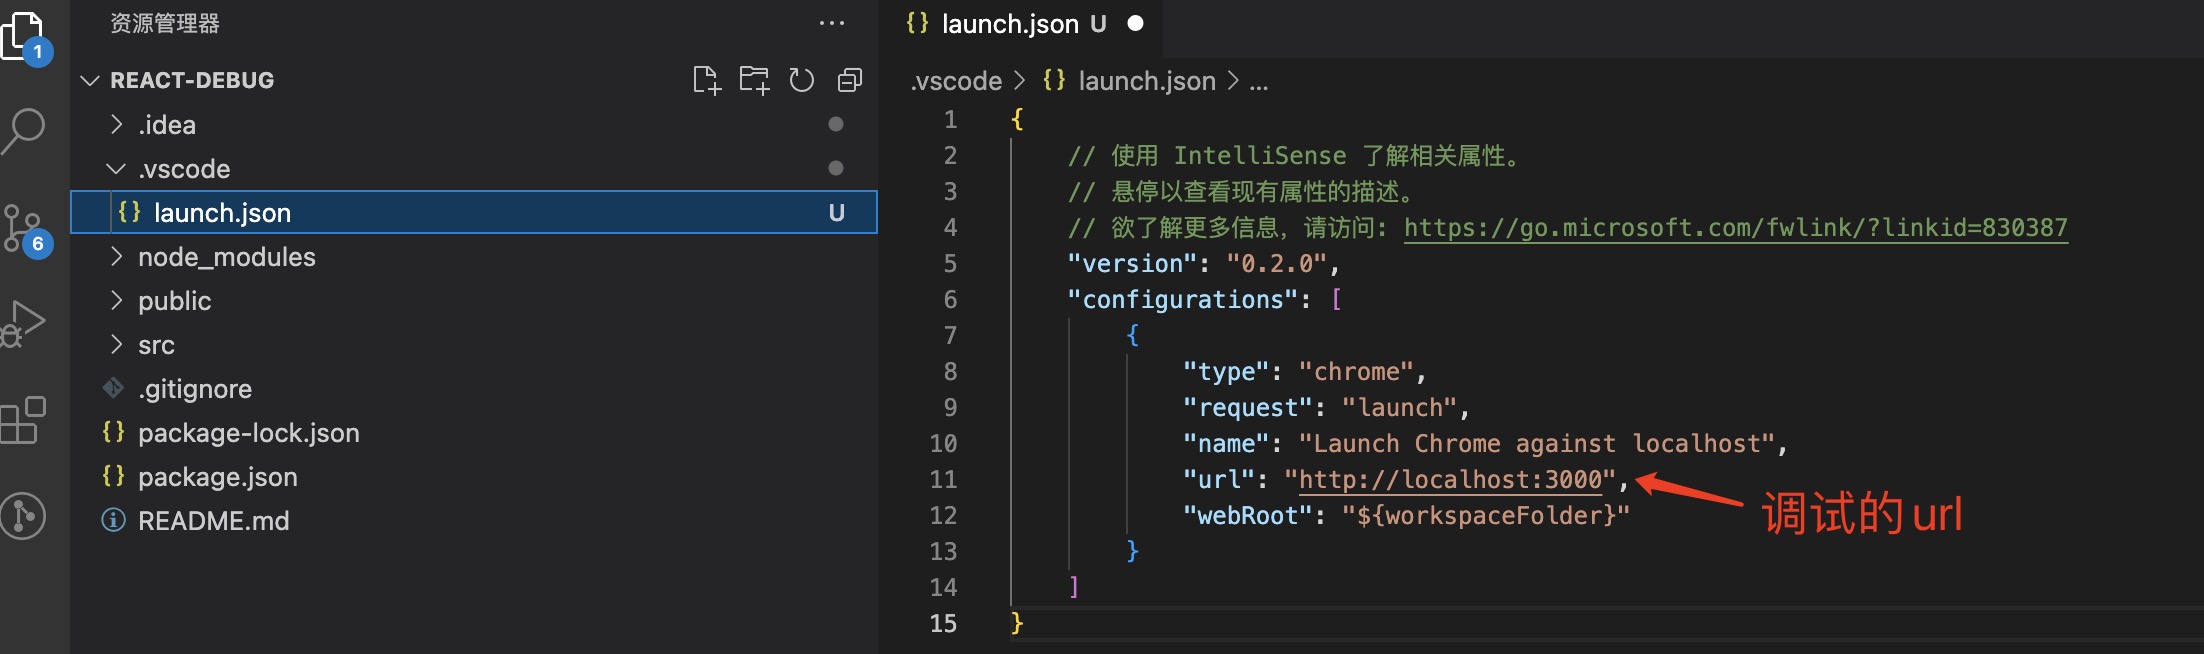 资源管理器
...
1
REACT-DEBUG
.idea
.vscode
{} launch.json U
6
node_modules
public
src
.gitignore
{} package-lock.json
{} package.json
README.md
{} launch.json U
.vscode > {} launch.json > ...
1 {
2 // 使用 IntelliSense 了解相关属性。
3 // 悬停以查看现有属性的描述。
4 // 欲了解更多信息，请访问: https://go.microsoft.com/fwlink/?linkid=830387
5 "version": "0.2.0",
6 "configurations": [
7 {
8 "type": "chrome",
9 "request": "launch",
10 "name": "Launch Chrome against localhost",
11 "url": "http://localhost:3000",
12 "webRoot": "${workspaceFolder}"
13 }
14 ]
15 }
调试的url